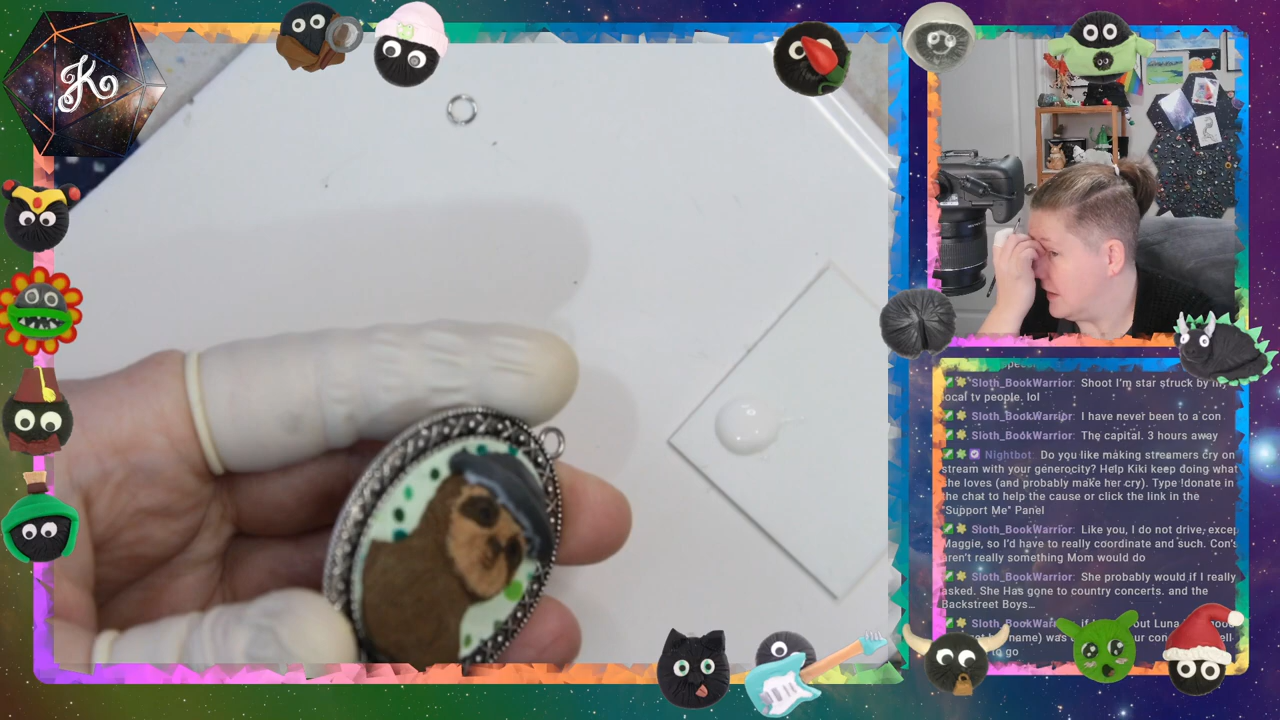 K
Sloth_BookWarrior: Shoot I'm star struck by my
local tv people. lol
Sloth_BookWarrior: I have never been to a con
Sloth_BookWarrior: The capital. 3 hours away
Nightbot: Do you like making streamers cry on
stream with your generocity? Help Kiki keep doing what
she loves (and probably make her cry). Type !donate in
the chat to help the cause or click the link in the
"Support Me" Panel
Sloth_BookWarrior: Like you, I do not drive, except
Maggie, so I'd have to really coordinate and such. Con's
aren't really something Mom would do
Sloth_BookWarrior: She probably would if I really
asked. She Has gone to country concerts. and the
Backstreet Boys...
Sloth_BookWarrior: if
name) was
go